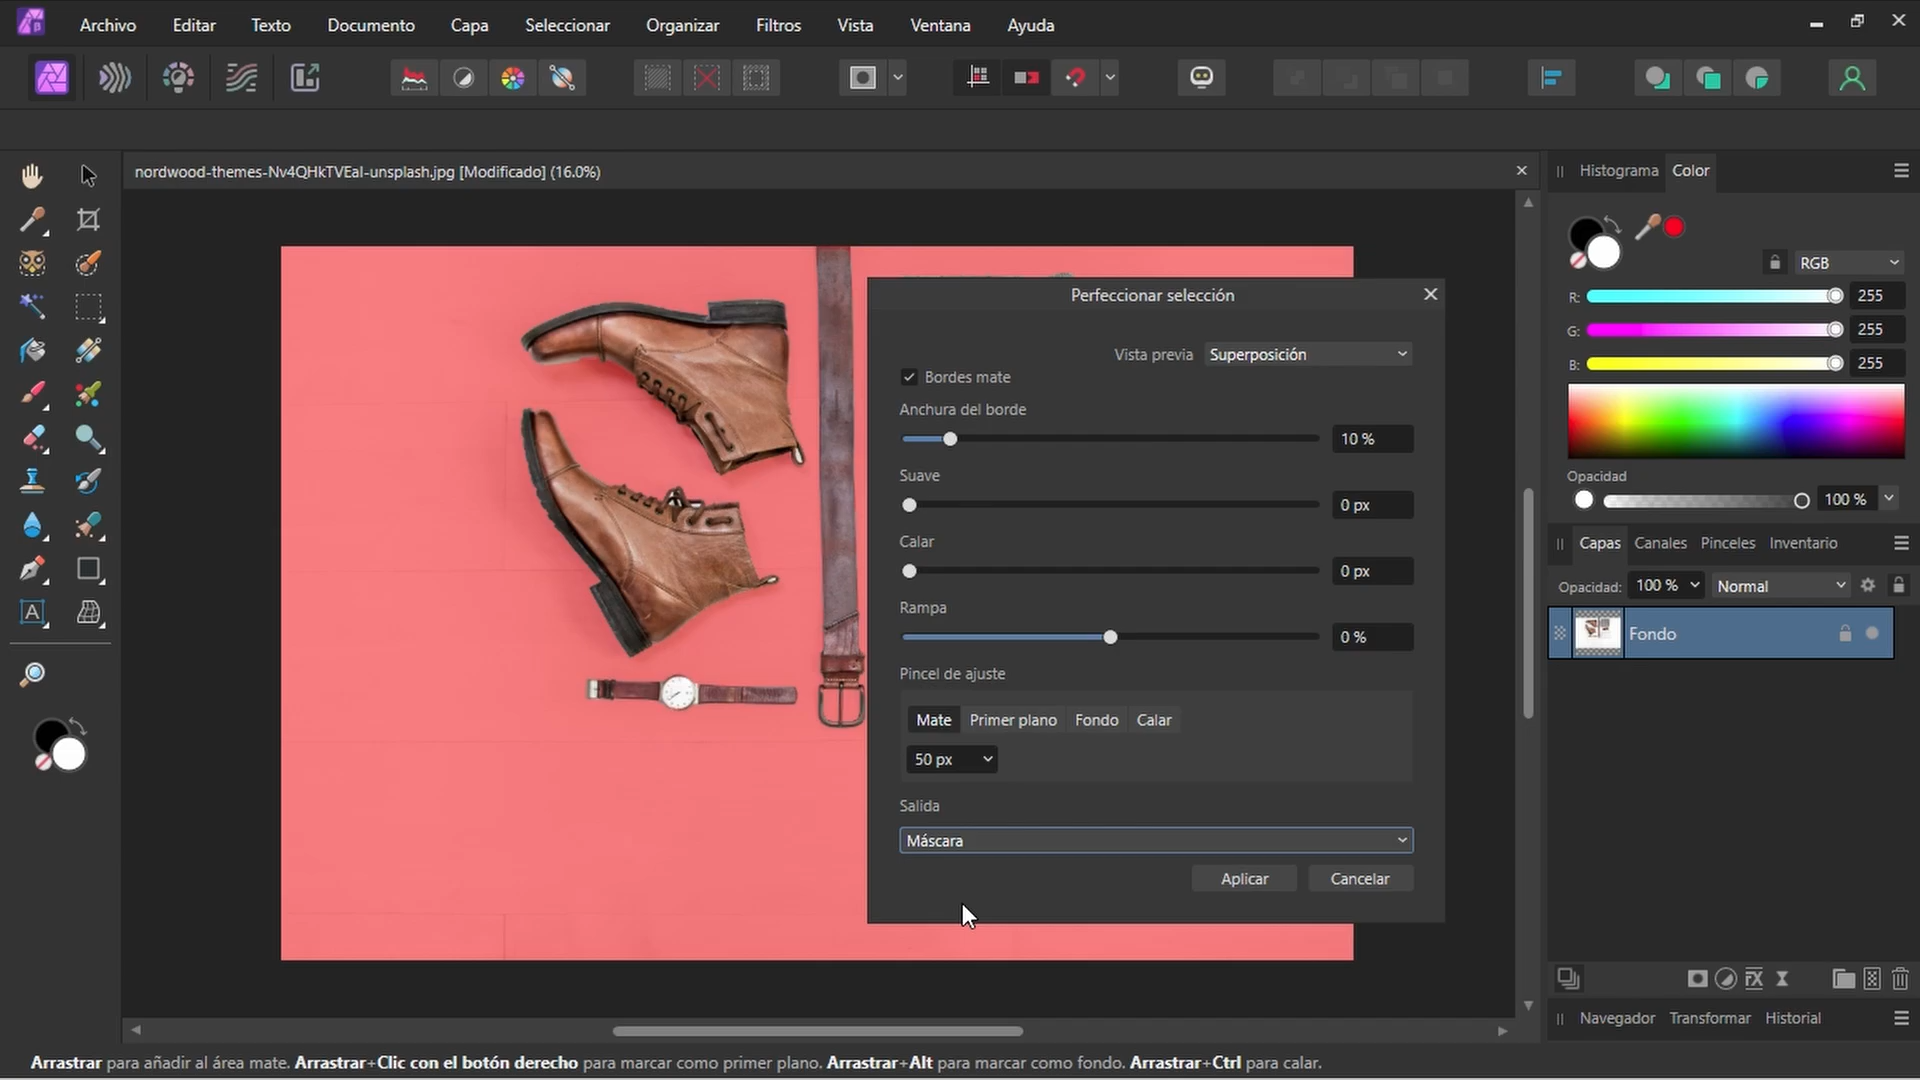 Archivo Editar Texto Documento Capa Seleccionar Organizar Filtros Vista Ventana Ayuda
nordwood-themes-Nv4QHkTVEaI-unsplash.jpg [Modificado] (16.0%)
Histograma Color
RGB
R: 255
G: 255
B: 255
Opacidad
100 %
Perfeccionar selección
Vista previa Superposición
Bordes mate
Anchura del borde
10 %
Suave
0 px
Calar
0 px
Rampa
0 %
Pincel de ajuste
Mate Primer plano Fondo Calar
50 px
Salida
Máscara
Aplicar Cancelar
Capas Canales Pinceles Inventario
Opacidad: 100 % Normal
Fondo
Navegador Transformar Historial
Arrastrar para añadir al área mate. Arrastrar+Clic con el botón derecho para marcar como primer plano. Arrastrar+Alt para marcar como fondo. Arrastrar+Ctrl para calar.